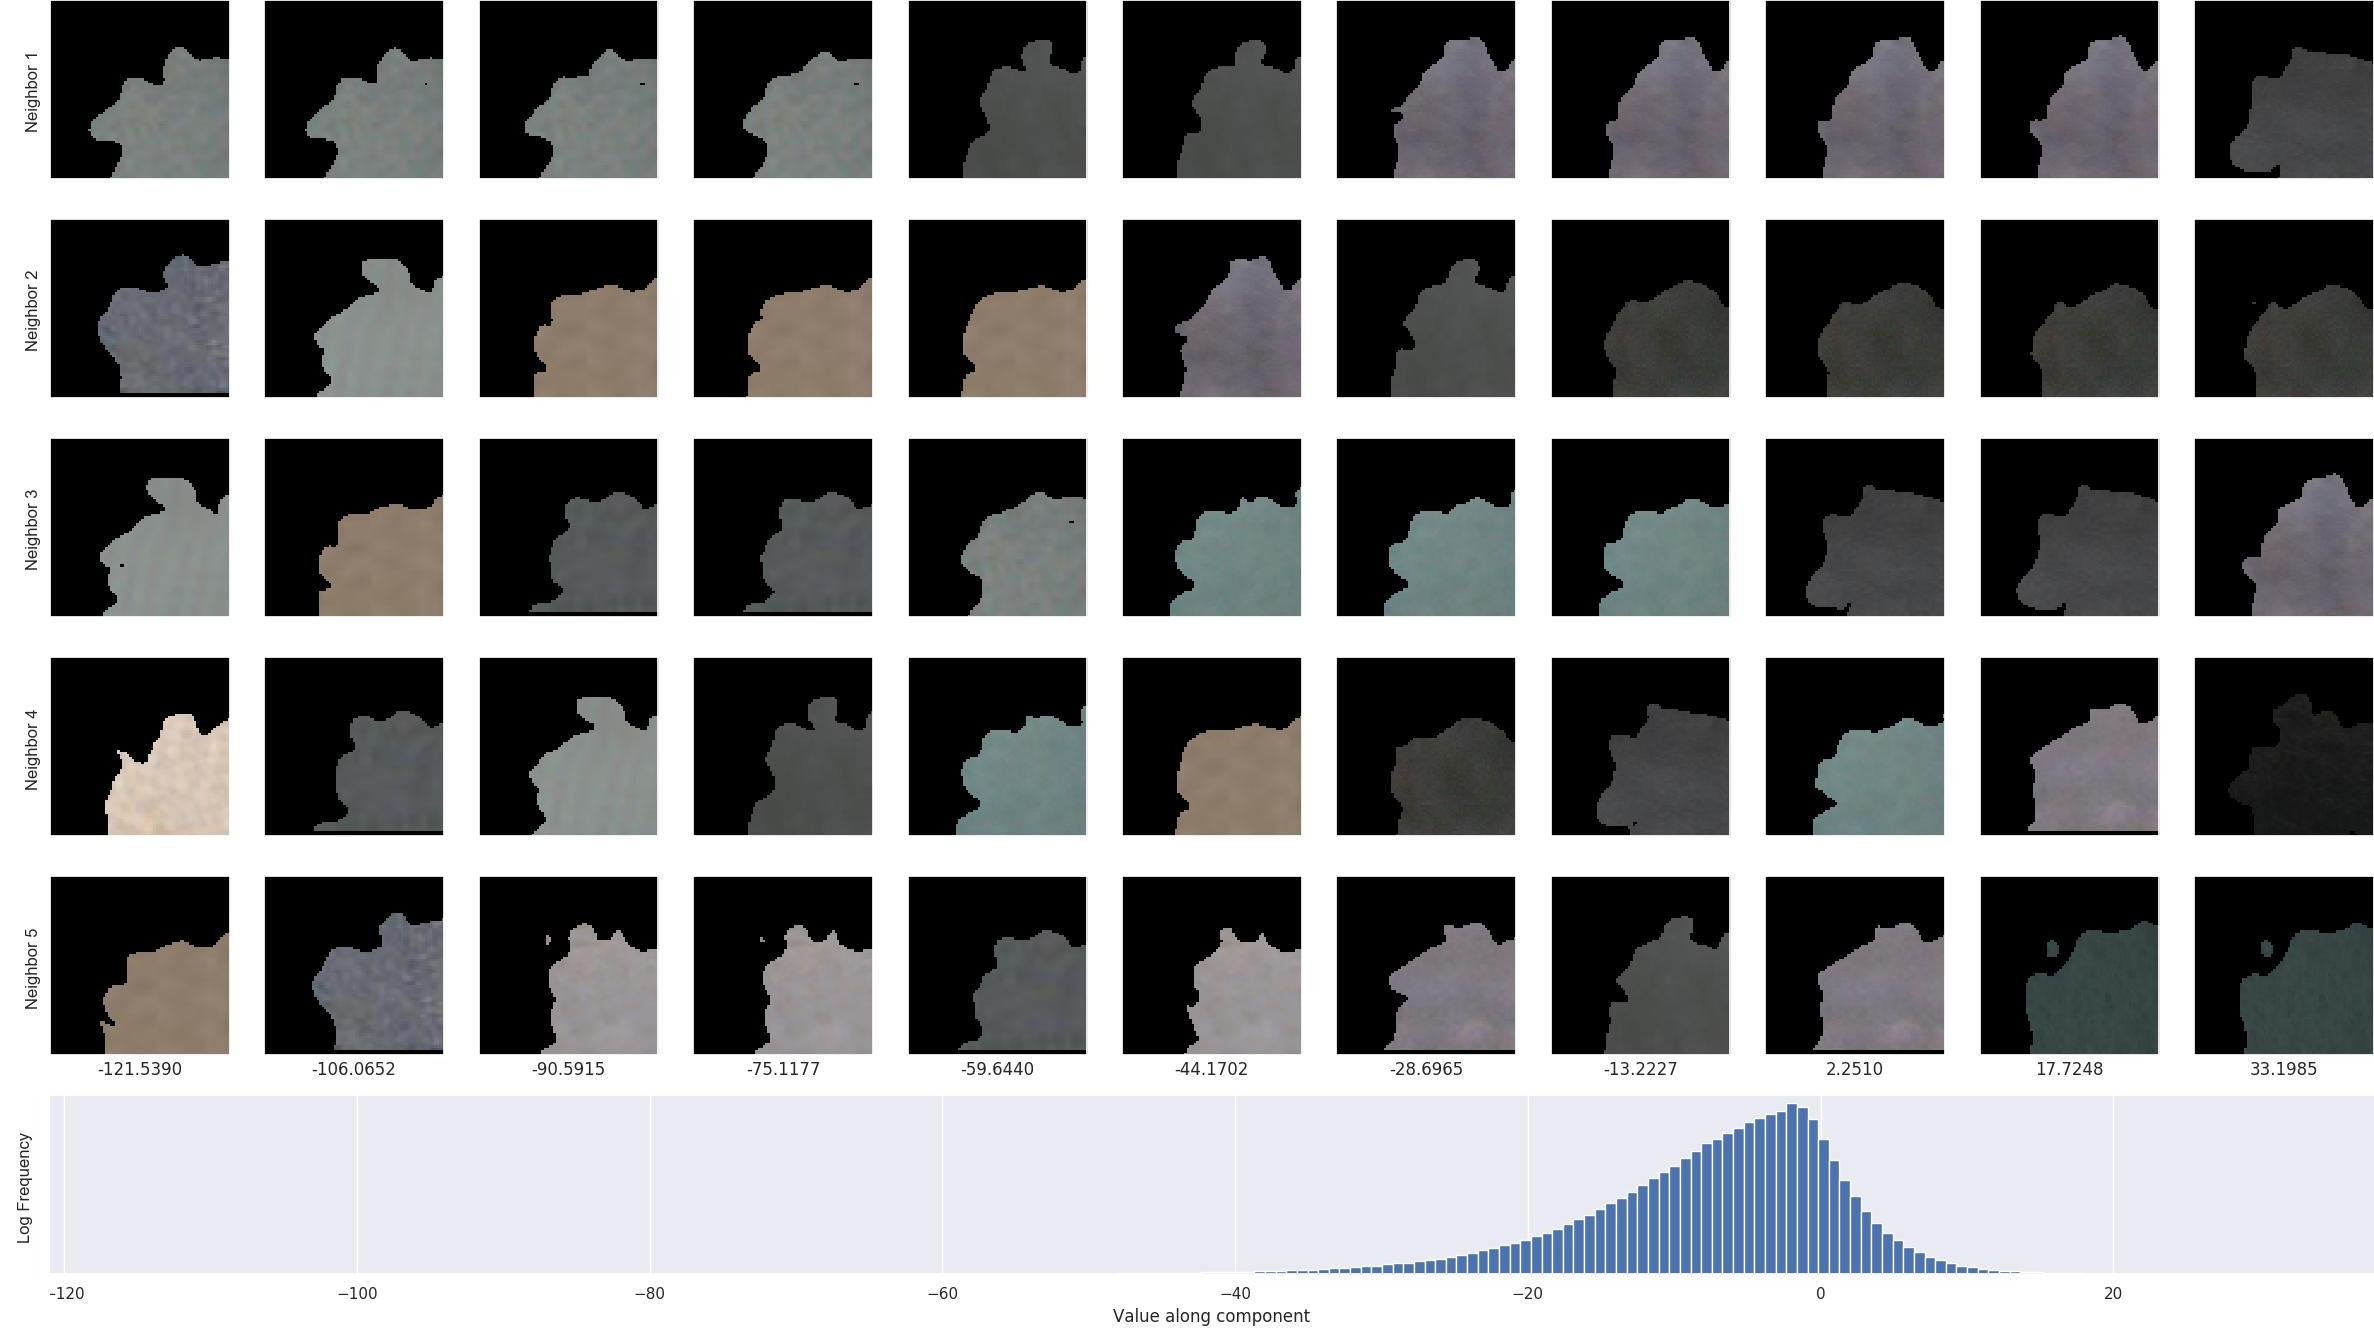 Neighbor 1
Neighbor 2
Neighbor 3
Neighbor 4
Neighbor 5
-121.5390 -106.0652 -90.5915 -75.1177 -59.6440 -44.1702 -28.6965 -13.2227 2.2510 17.7248 33.1985
Log Frequency
−120 −100 −80 −60 −40 −20 0 20
Value along component